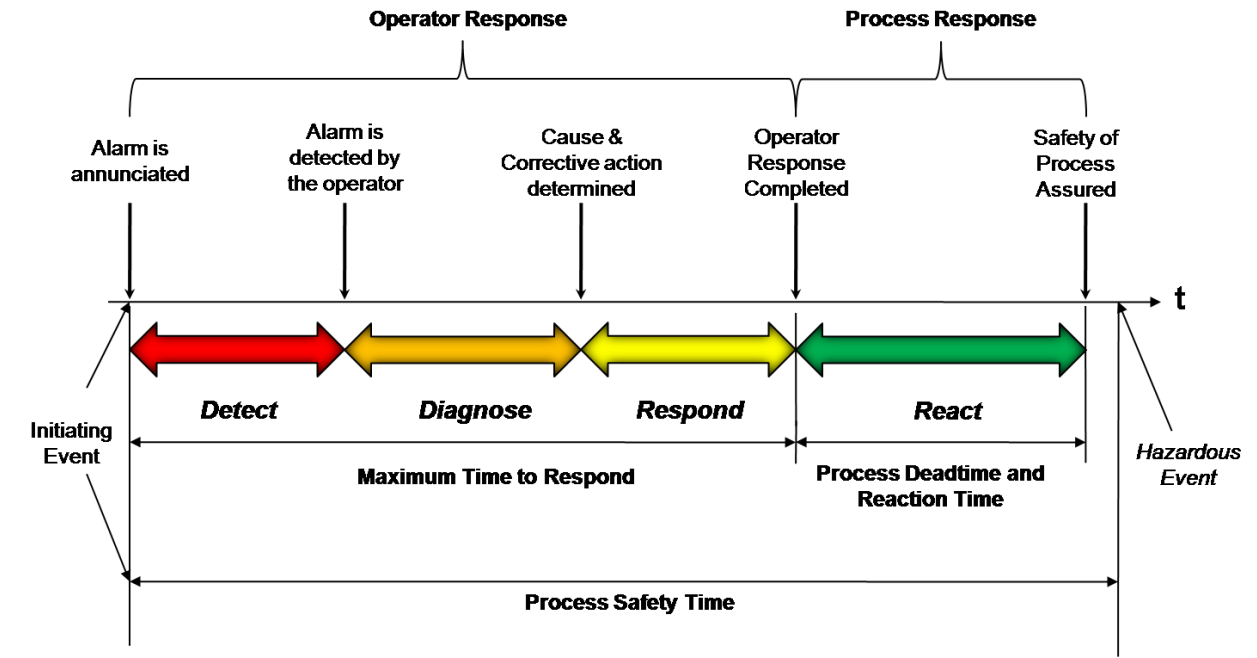 Operator Response
Process Response
Alarm is
annunciated
Alarm is
detected by
the operator
Cause &
Corrective action
determined
Operator
Response
Completed
Safety of
Process
Assured
t
Detect
Diagnose
Respond
React
Initiating
Event
Maximum Time to Respond
Process Deadtime and
Reaction Time
Hazardous
Event
Process Safety Time